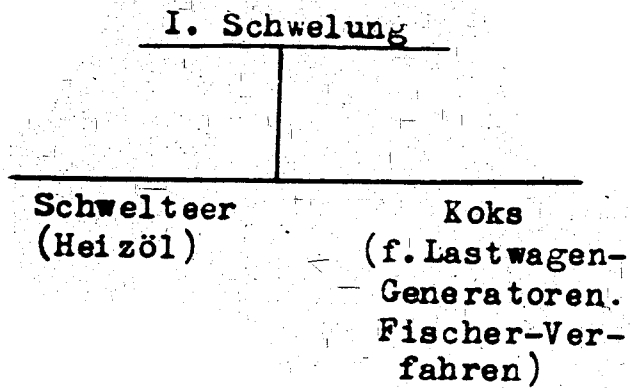 I. Schwelung
Schwelteer
(Heizöl)
Koks
(f.Lastwagen-
Generatoren.
Fischer-Ver-
fahren)